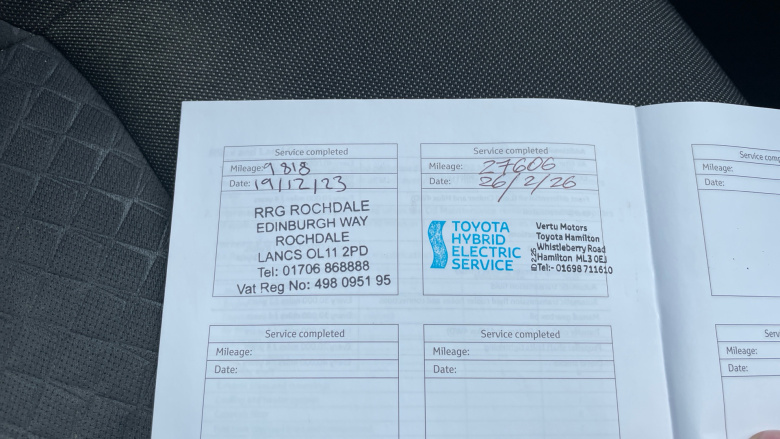 Service completed
Mileage: 9818
Date: 19/12/23
RRG ROCHDALE
EDINBURGH WAY
ROCHDALE
LANCS OL11 2PD
Tel: 01706 868888
Vat Reg No: 498 0951 95
Service completed
Mileage: 27606
Date: 26/2/26
TOYOTA
HYBRID
ELECTRIC
SERVICE
Vertu Motors
Toyota Hamilton
Whistleberry Road
Hamilton ML3 0EJ
Tel:- 01698 711610
Service comp
Mileage:
Date:
Service completed
Mileage:
Date:
Service completed
Mileage:
Date:
Serv
Mileage:
Date: